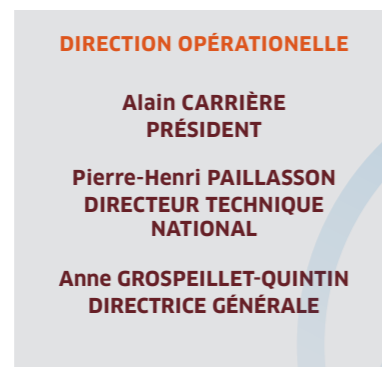 DIRECTION OPÉRATIONELLE
Alain CARRIÈRE
PRÉSIDENT
Pierre-Henri PAILLASSON
DIRECTEUR TECHNIQUE
NATIONAL
Anne GROSPEILLET-QUINTIN
DIRECTRICE GÉNÉRALE